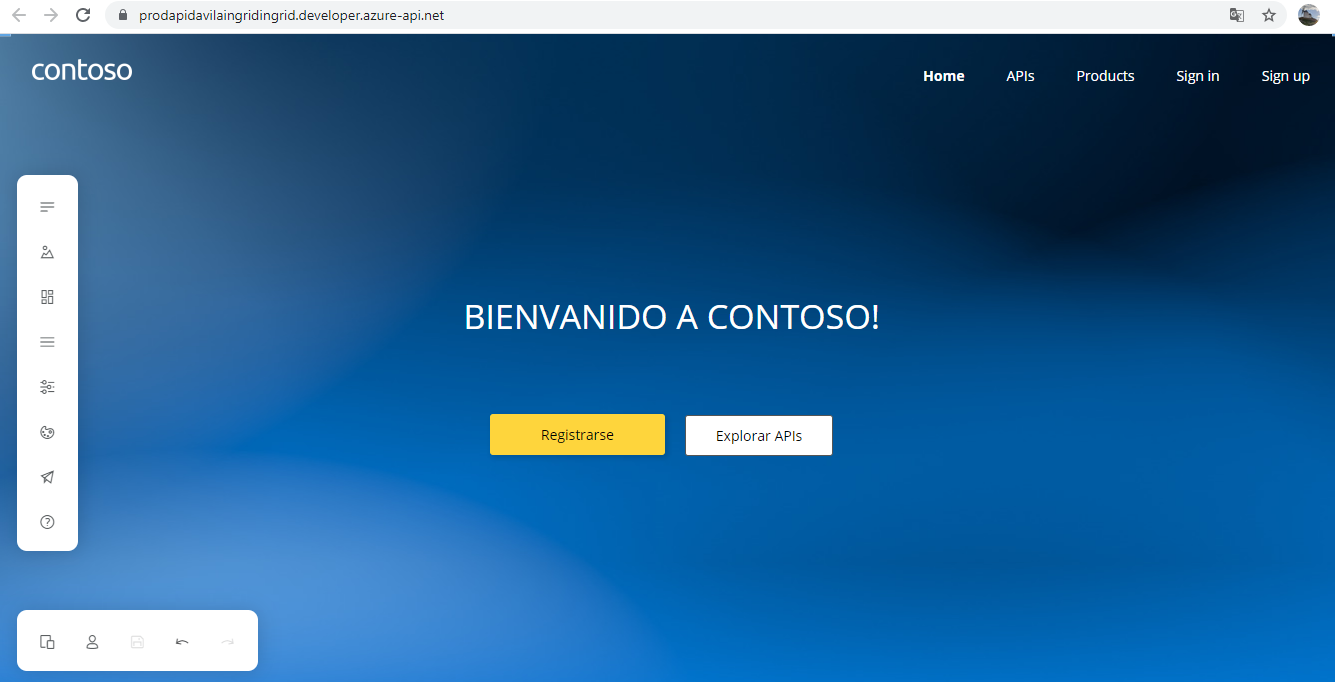 prodapidavilaingridingrid.developer.azure-api.net
contoso
Home APIs Products Sign in Sign up
BIENVANIDO A CONTOSO!
Registrarse Explorar APIs